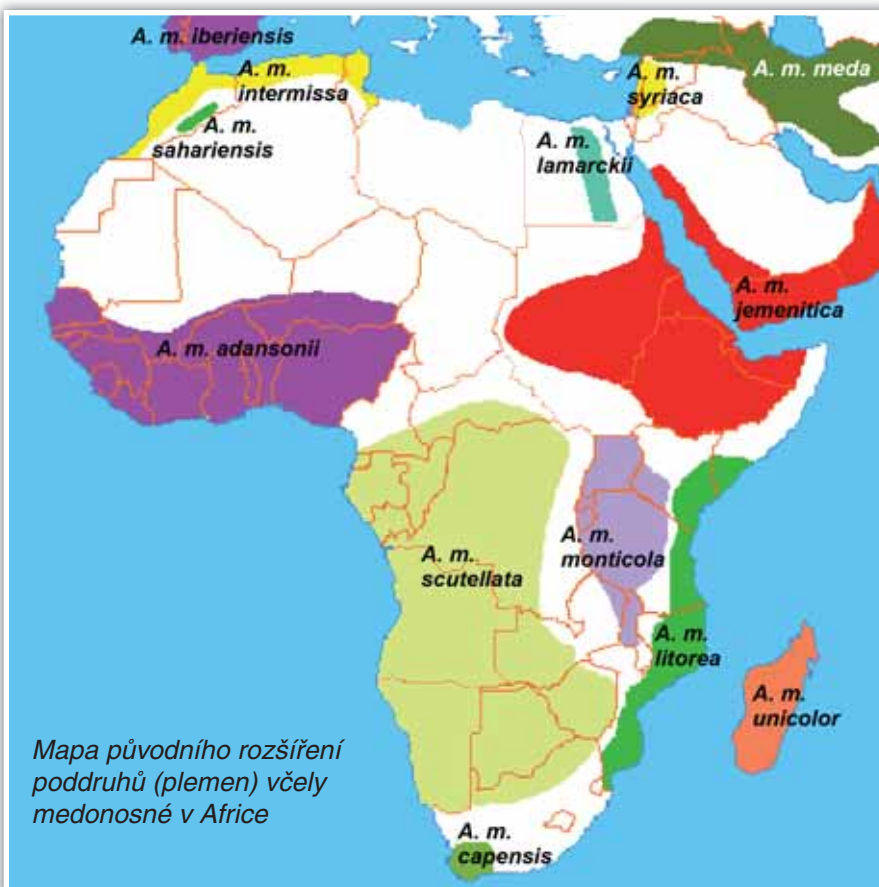 A. m. iberiensis
A. m.
intermissa
A. m.
sahariensis
A. m.
syriaca
A. m. meda
A. m.
lamarckii
A. m.
jemenitica
A. m. adansonii
A. m.
scutellata
A. m.
monticola
A. m.
litorea
A. m.
unicolor
A. m.
capensis
Mapa původního rozšíření
poddruhů (plemen) včely
medonosné v Africe